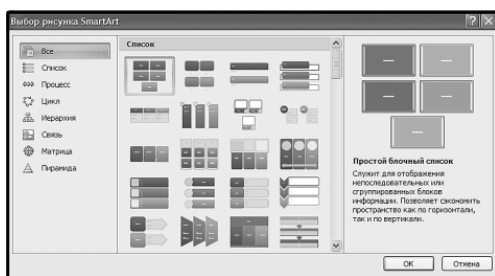 Выбор рисунка SmartArt
Все
Список
Процесс
Цикл
Иерархия
Связь
Матрица
Пирамида
Список
Простой блочный список
Служит для отображения
непоследовательных или
сгруппированных блоков
информации. Позволяет сэкономить
пространство как по горизонтали,
так и по вертикали.
ОК
Отмена